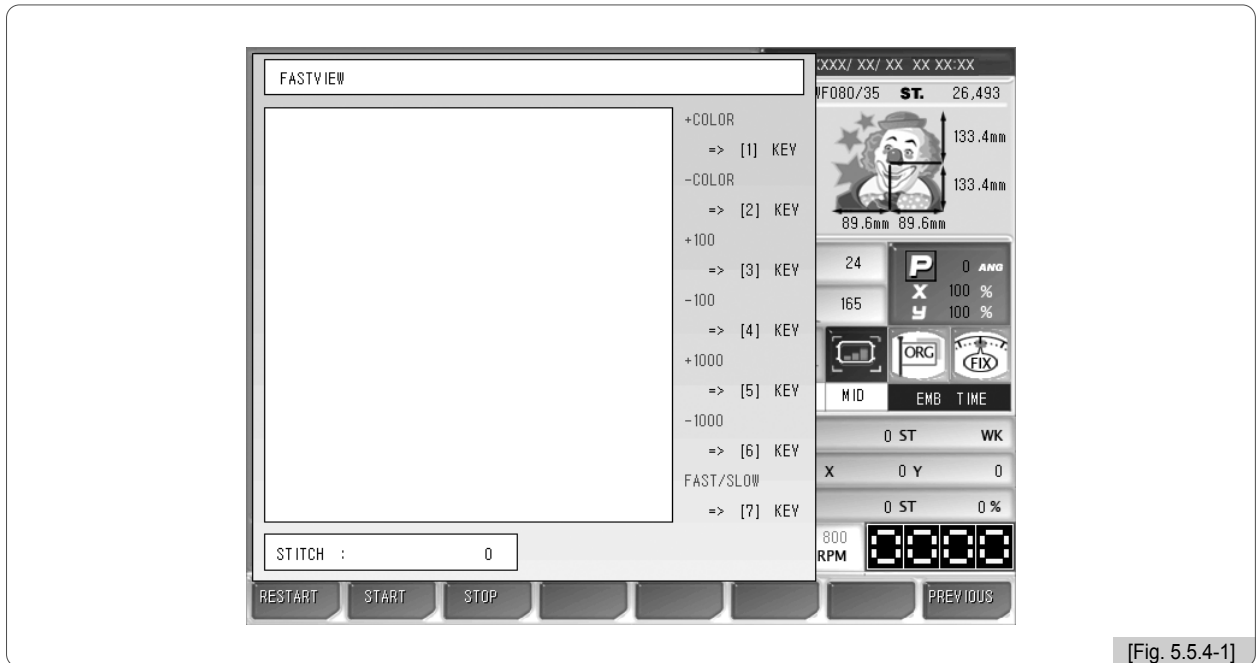 :XXX/ XX/ XX XX XX:XX
FASTVIEW
WF080/35 ST. 26,493
+COLOR
=> [1] KEY
-COLOR
=> [2] KEY
+100
=> [3] KEY
-100
=> [4] KEY
+1000
=> [5] KEY
-1000
=> [6] KEY
FAST/SLOW
=> [7] KEY
STITCH : 0
133.4mm
133.4mm
89.6mm 89.6mm
24
165
P 0 ANG
X 100 %
Y 100 %
ORG
FIX
MID
EMB TIME
0 ST WK
X 0 Y 0
0 ST 0 %
800
RPM
0000
RESTART START STOP PREVIOUS
[Fig. 5.5.4-1]